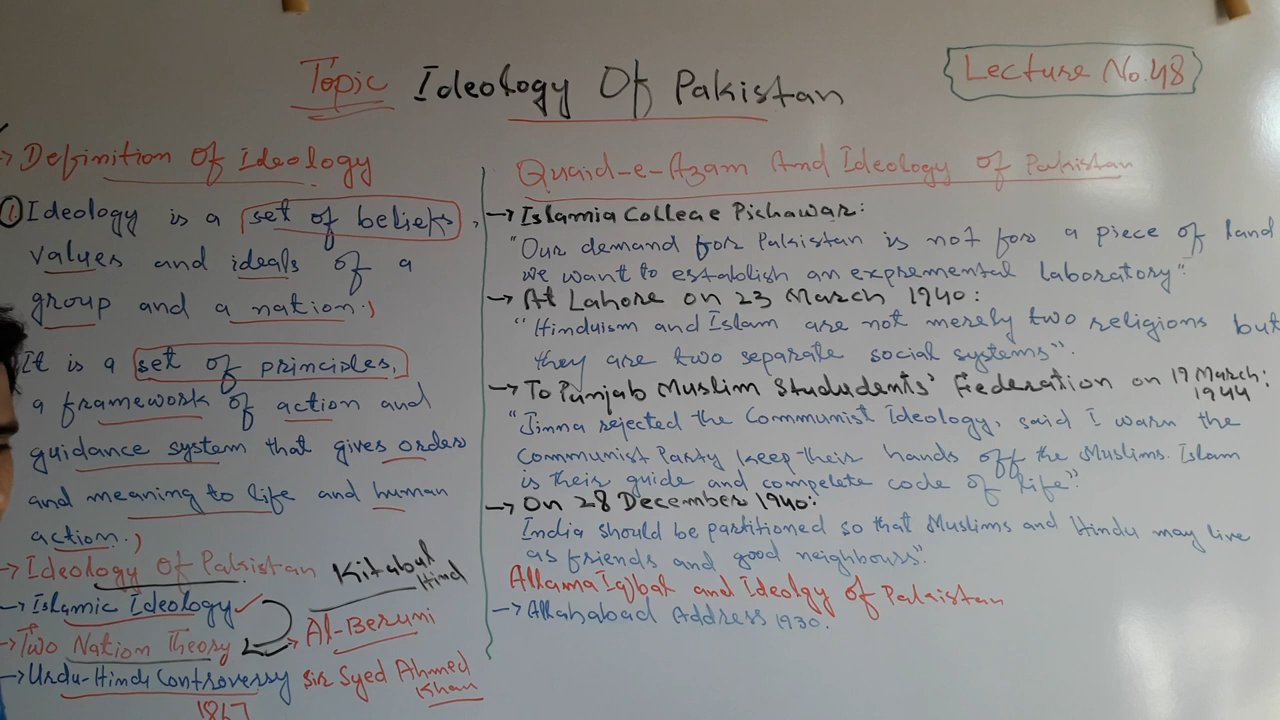 Topic Ideology Of Pakistan
Lecture No.48
→ Definition Of Ideology
① Ideology is a set of beliefs,
values and ideals of a
group and a nation.)
It is a set of principles,
a framework of action and
guidance system that gives order
and meaning to life and human
action.)
→ Ideology Of Pakistan
Kitabul
Hind
→ Islamic Ideology ✓
→ Two Nation Theory
→ Al-Beruni
→ Urdu-Hindi Controversy Sir Syed Ahmed
Khan
1867
Quaid-e-Azam And Ideology of Pakistan
→ Islamia College Pishawar:
"Our demand for Pakistan is not for a piece of land
we want to establish an expremental laboratory"
→ At Lahore on 23 March 1940:
"Hinduism and Islam are not merely two religions but
they are two separate social systems".
→ To Punjab Muslim Stududents' Federation on 19 March:
1944
"Jinna rejected the Communist Ideology, said I warn the
Communist Party keep their hands off the Muslims. Islam
is their guide and compelete code of life"
→ On 28 December 1940:
India should be partitioned so that Muslims and Hindu may live
as friends and good neighbours".
Allama Iqbal and Ideolgy of Pakistan
→ Allahabad Address 1930.